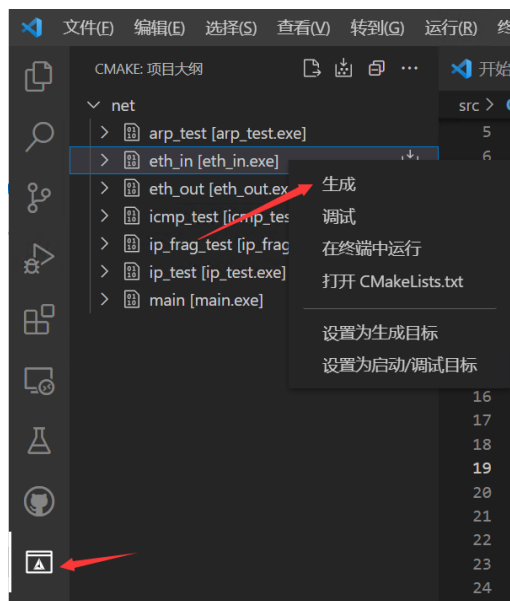 文件(F) 编辑(E) 选择(S) 查看(V) 转到(G) 运行(R) 终
CMAKE: 项目大纲 ··· 开始
net src >
arp_test [arp_test.exe] 5
eth_in [eth_in.exe] 6
eth_out [eth_out.ex
生成
icmp_test [icmp_tes
调试
ip_frag_test [ip_frag
在终端中运行
ip_test [ip_test.exe]
打开 CMakeLists.txt
main [main.exe]
设置为生成目标
设置为启动/调试目标
16
17
18
19
20
21
22
23
24